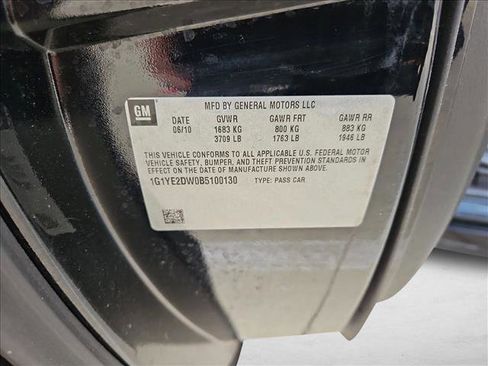 GM
MFD BY GENERAL MOTORS LLC
DATE GVWR GAWR FRT GAWR RR
06/10 1683 KG 800 KG 883 KG
3709 LB 1763 LB 1946 LB
THIS VEHICLE CONFORMS TO ALL APPLICABLE U.S. FEDERAL MOTOR
VEHICLE SAFETY, BUMPER, AND THEFT PREVENTION STANDARDS
IN EFFECT ON THE DATE OF MANUFACTURE SHOWN ABOVE.
1G1YE2DW0B5100130 TYPE: PASS CAR